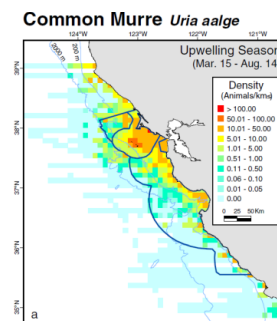 Common Murre Uria aalge
Upwelling Season
(Mar. 15 - Aug. 14)
Density
(Animals/km²)
> 100.00
50.01 - 100.00
10.01 - 50.00
5.01 - 10.00
1.01 - 5.00
0.51 - 1.00
0.11 - 0.50
0.06 - 0.10
0.01 - 0.05
0.00
0 25 50 Km
2000 m
200 m
124°W
123°W
122°W
121°W
38°N
37°N
36°N
35°N
a